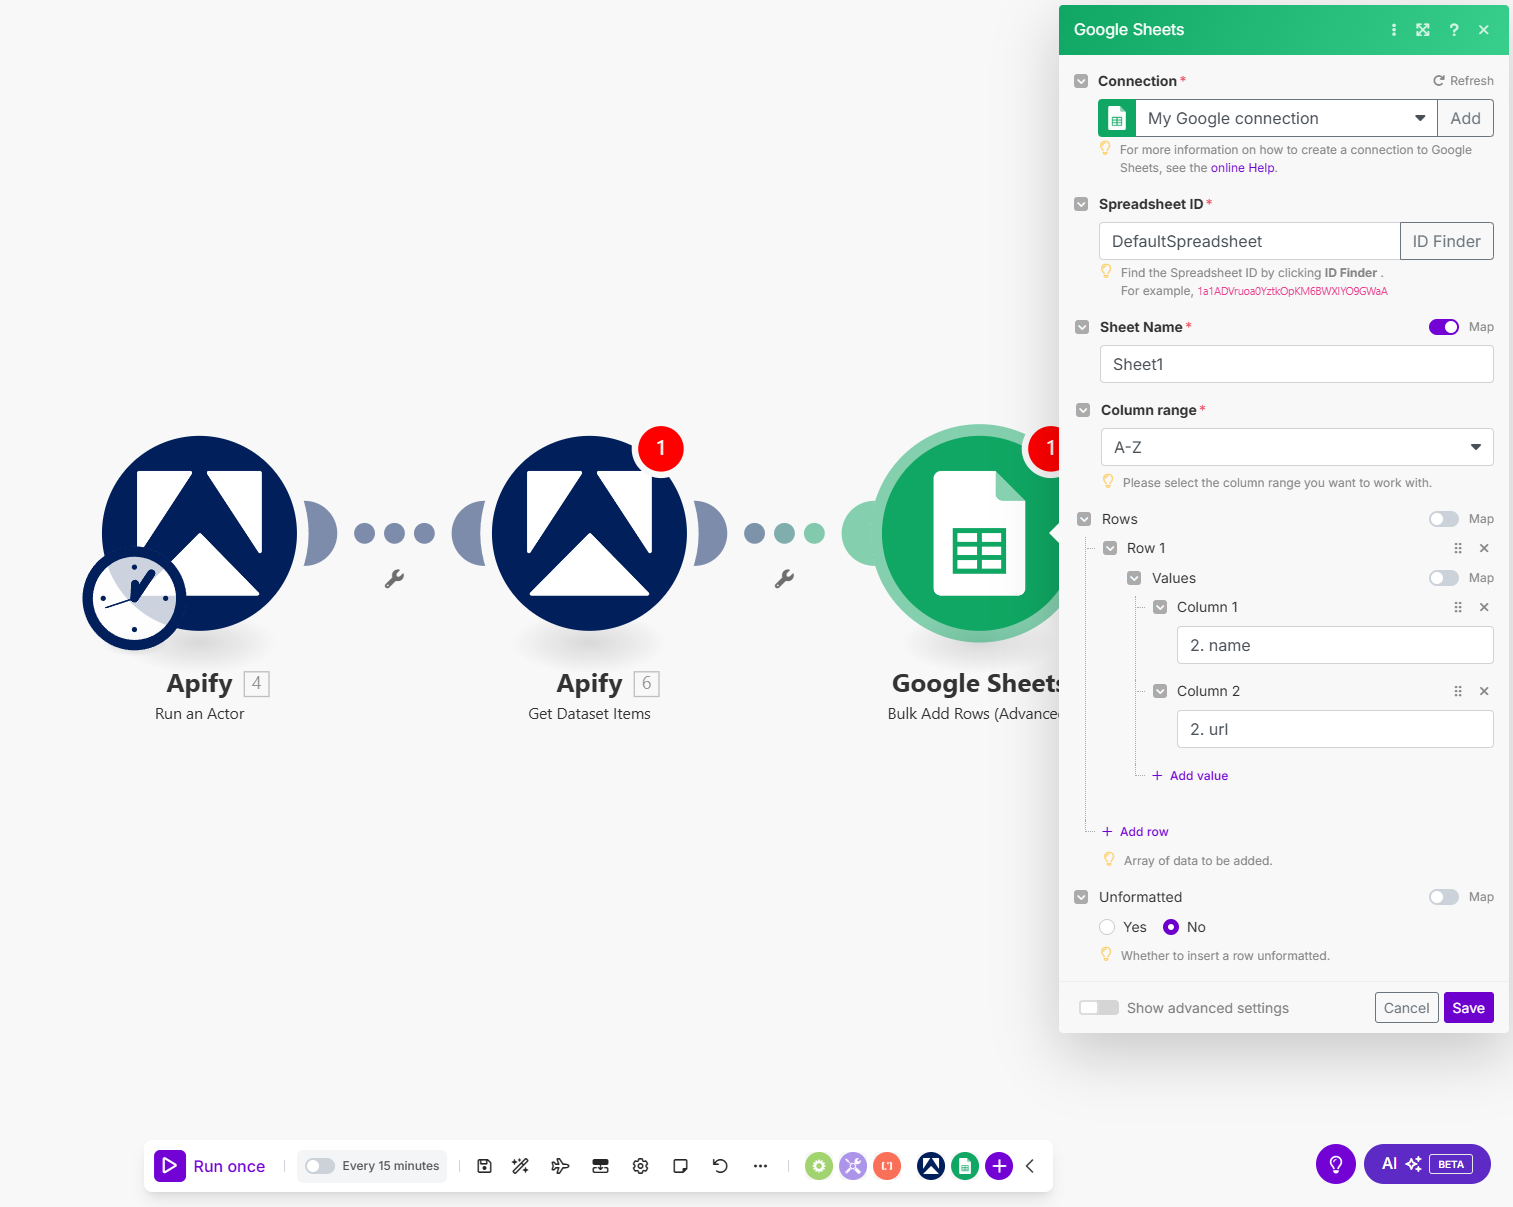 Google Sheets
?
Connection *
Refresh
My Google connection
Add
For more information on how to create a connection to Google
Sheets, see the online Help.
Spreadsheet ID *
DefaultSpreadsheet
ID Finder
Find the Spreadsheet ID by clicking ID Finder .
For example, 1a1ADVruoa0YztkOpKM6BWXIYO9GWaA
Sheet Name *
Map
Sheet1
Column range *
A-Z
Please select the column range you want to work with.
Rows
Map
Row 1
Values
Map
Column 1
2. name
Column 2
2. url
+ Add value
+ Add row
Array of data to be added.
Unformatted
Map
Yes
No
Whether to insert a row unformatted.
Show advanced settings
Cancel
Save
1
1
Apify 4
Run an Actor
Apify 6
Get Dataset Items
Google Sheets
Bulk Add Rows (Advanced
Run once
Every 15 minutes
AI
BETA